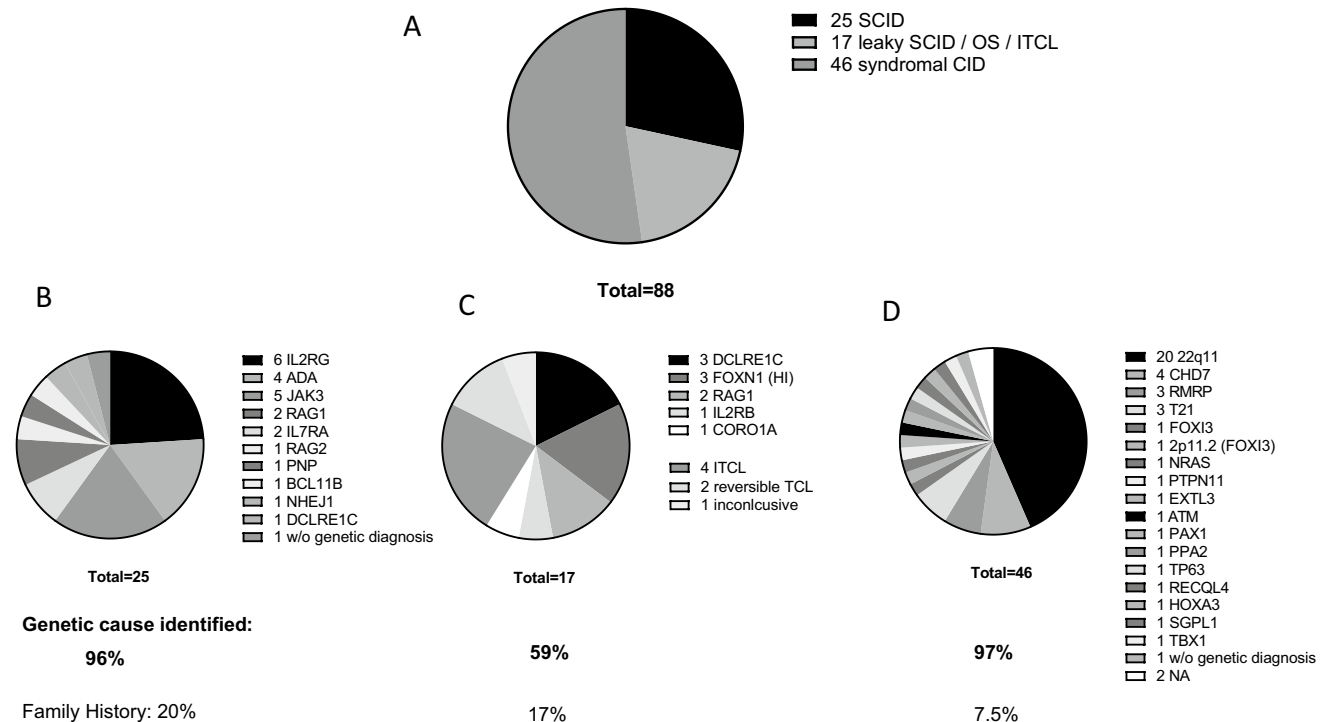 A
25 SCID
17 leaky SCID / OS / ITCL
46 syndromal CID
Total=88
B
6 IL2RG
4 ADA
5 JAK3
2 RAG1
2 IL7RA
1 RAG2
1 PNP
1 BCL11B
1 NHEJ1
1 DCLRE1C
1 w/o genetic diagnosis
Total=25
C
3 DCLRE1C
3 FOXN1 (HI)
2 RAG1
1 IL2RB
1 CORO1A
4 ITCL
2 reversible TCL
1 inconlcusive
Total=17
D
20 22q11
4 CHD7
3 RMRP
3 T21
1 FOXI3
1 2p11.2 (FOXI3)
1 NRAS
1 PTPN11
1 EXTL3
1 ATM
1 PAX1
1 PPA2
1 TP63
1 RECQL4
1 HOXA3
1 SGPL1
1 TBX1
1 w/o genetic diagnosis
2 NA
Total=46
Genetic cause identified:
96%
59%
97%
Family History: 20%
17%
7.5%